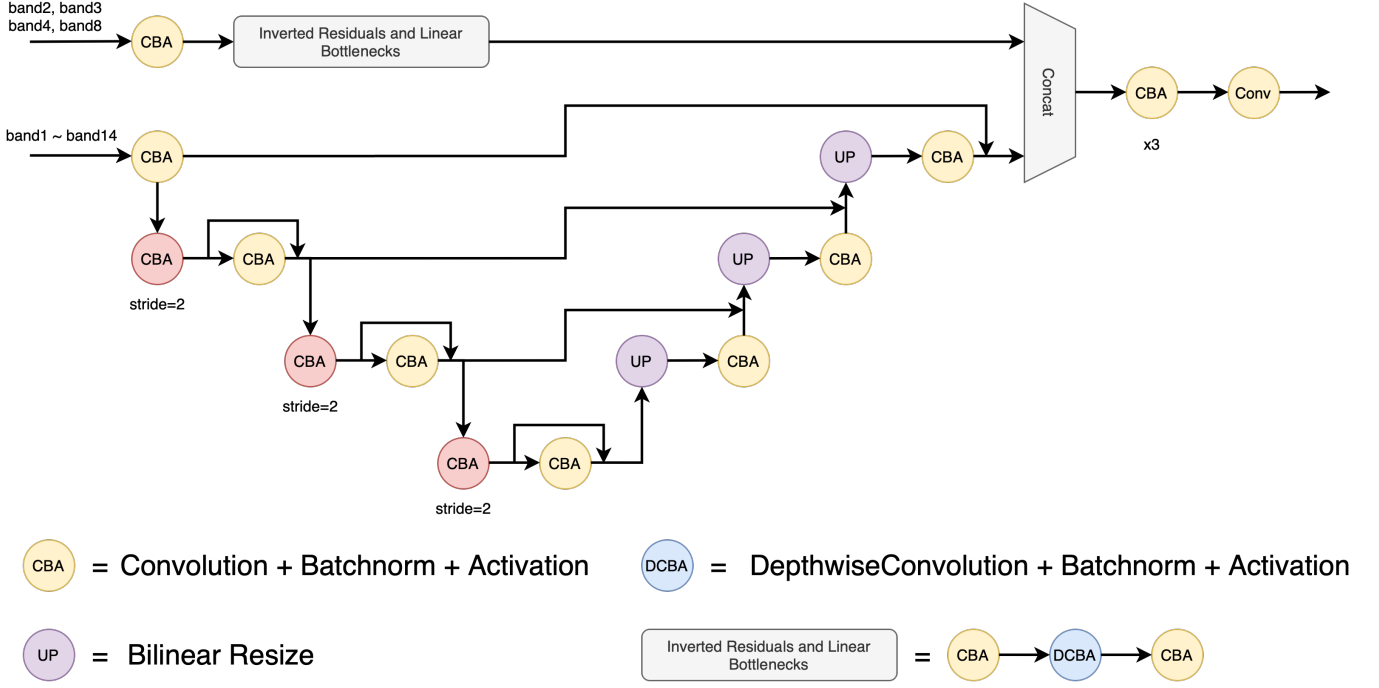 band2, band3
band4, band8
CBA
Inverted Residuals and Linear
Bottlenecks
Concat
CBA
Conv
x3
band1 ~ band14
CBA
UP
CBA
CBA
CBA
UP
CBA
stride=2
CBA
CBA
UP
CBA
stride=2
CBA
CBA
stride=2
CBA = Convolution + Batchnorm + Activation
DCBA = DepthwiseConvolution + Batchnorm + Activation
UP = Bilinear Resize
Inverted Residuals and Linear
Bottlenecks
= CBA DCBA CBA